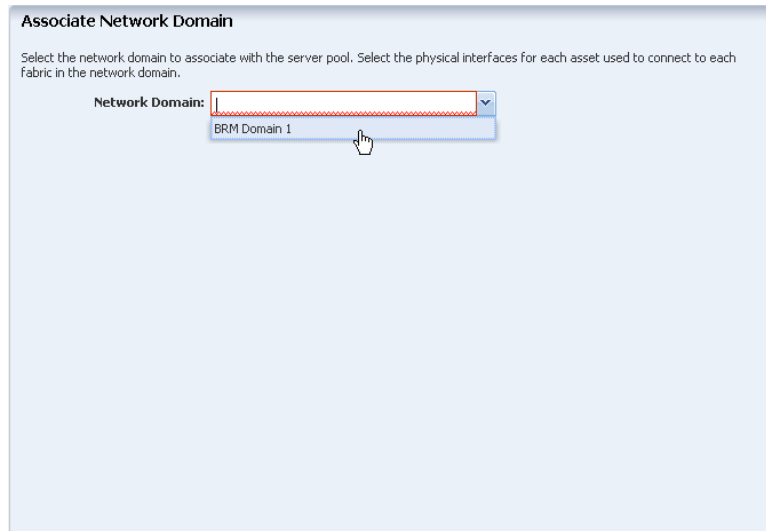 Associate Network Domain
Select the network domain to associate with the server pool. Select the physical interfaces for each asset used to connect to each
fabric in the network domain.
Network Domain:
BRM Domain 1